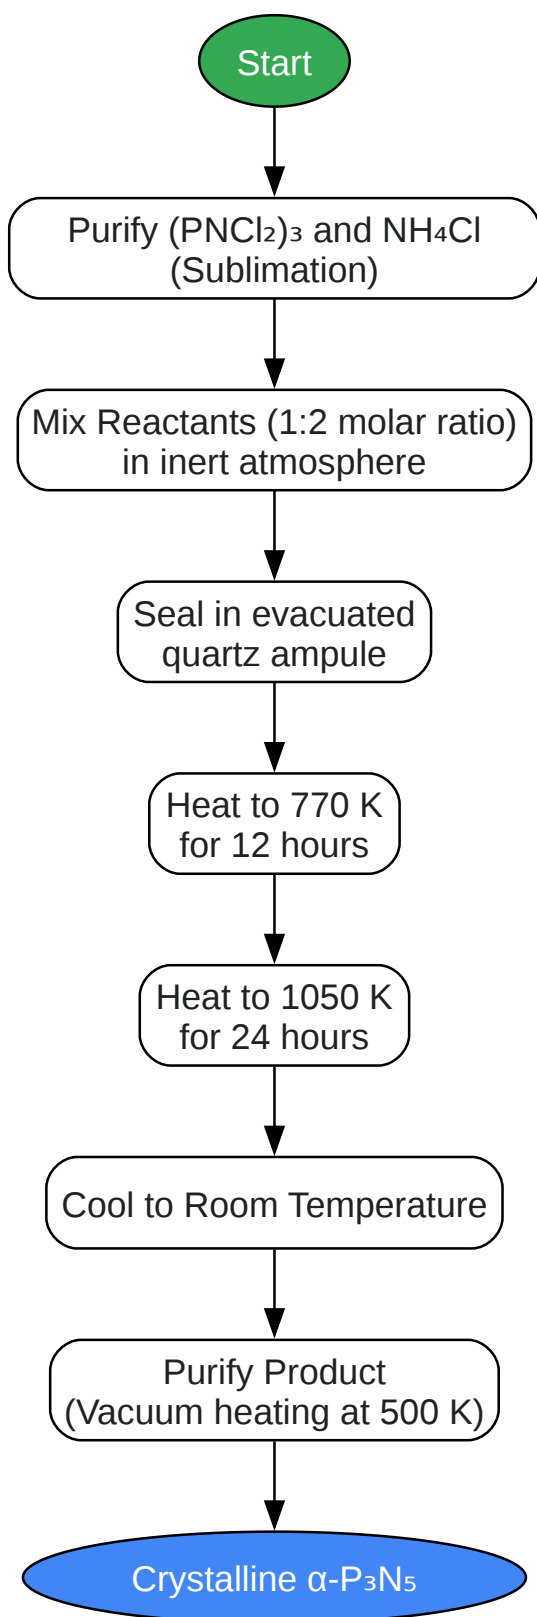 Start
Purify (PNCl₂)₃ and NH₄Cl
(Sublimation)
Mix Reactants (1:2 molar ratio)
in inert atmosphere
Seal in evacuated
quartz ampule
Heat to 770 K
for 12 hours
Heat to 1050 K
for 24 hours
Cool to Room Temperature
Purify Product
(Vacuum heating at 500 K)
Crystalline α-P₃N₅